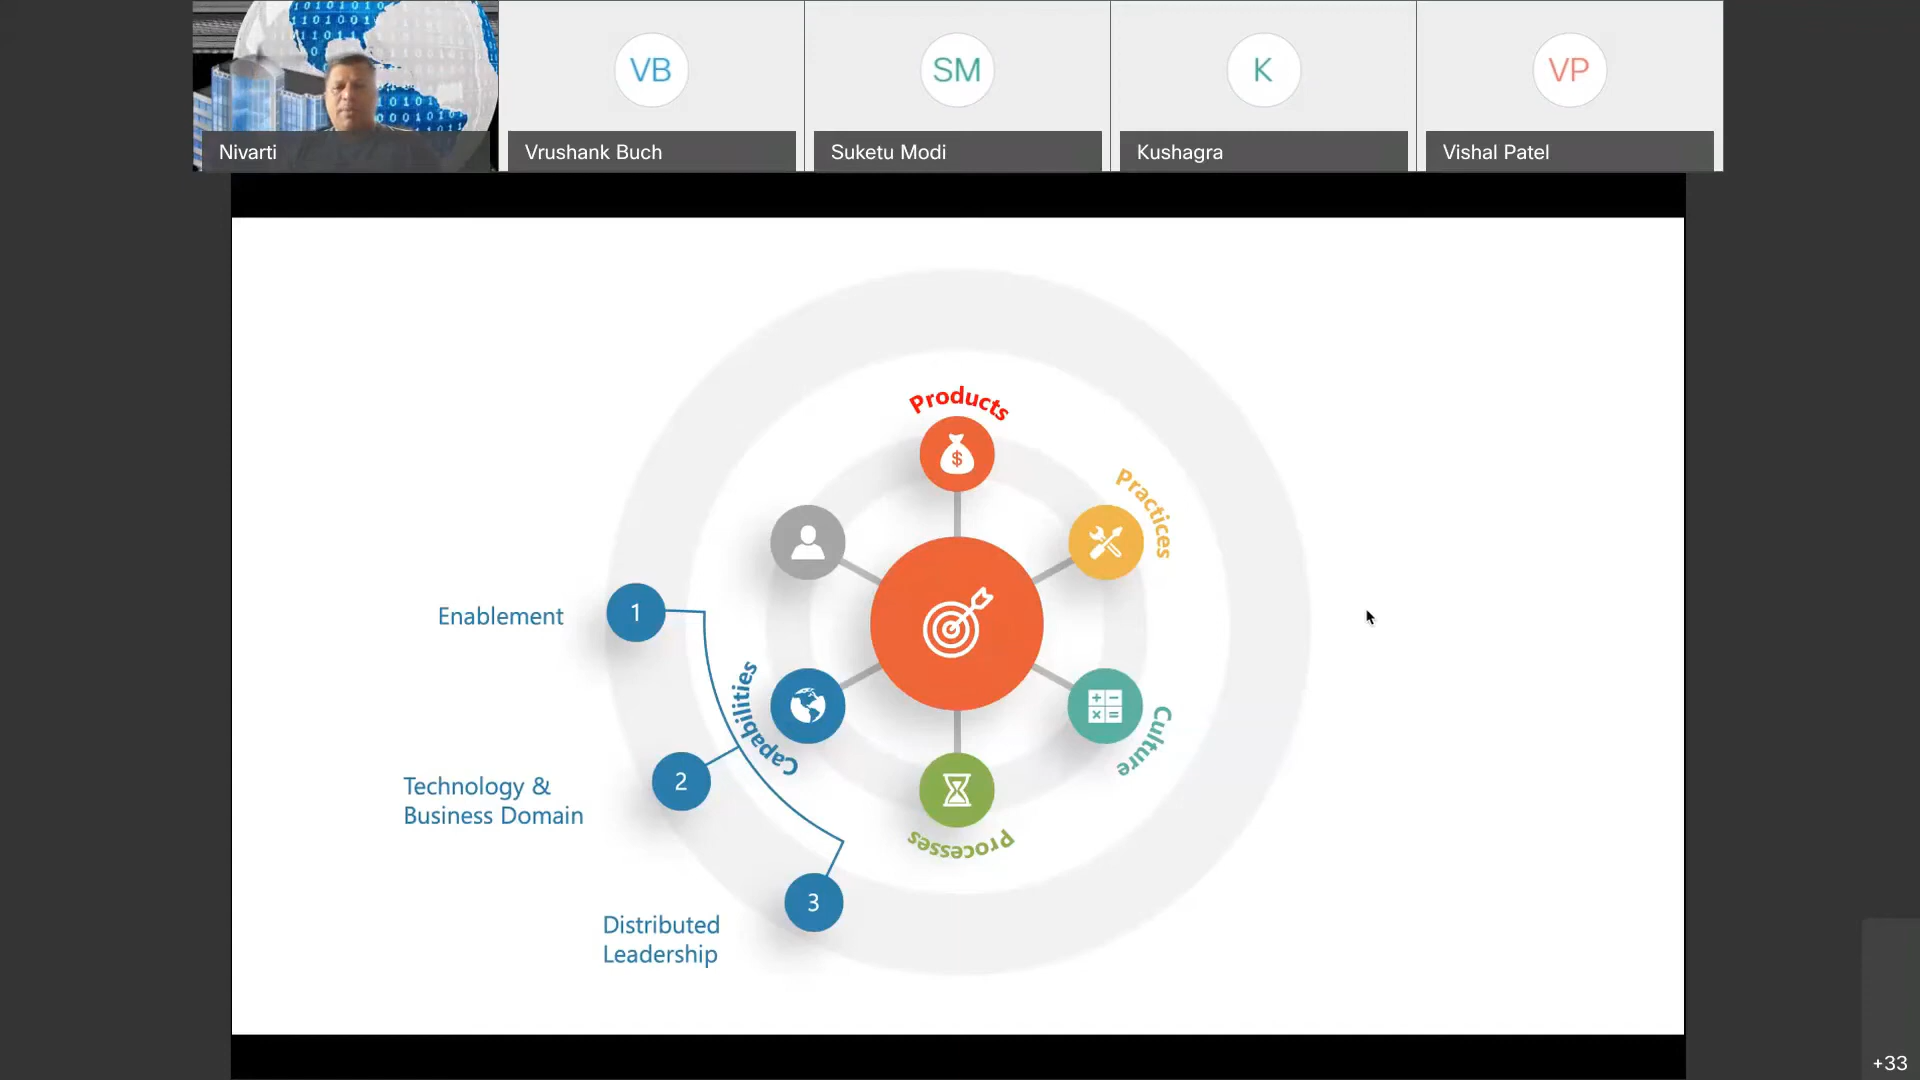 VB
SM
K
VP
Nivarti
Vrushank Buch
Suketu Modi
Kushagra
Vishal Patel
Products
$
Practices
Enablement
1
Capabilities
Culture
2
Technology &
Business Domain
Processes
3
Distributed
Leadership
+33